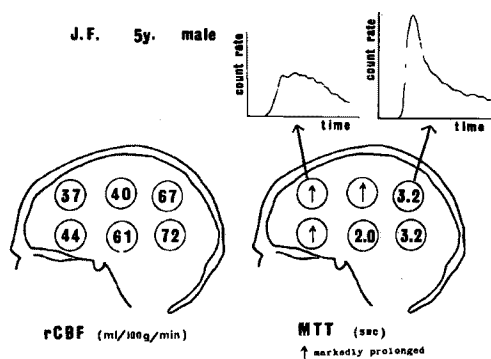 J.F. 5y. male
count rate
time
count rate
time
37 40 67
44 61 72
↑ ↑ 3.2
↑ 2.0 3.2
rCBF (ml/100g/min)
MTT (sec)
↑ markedly prolonged